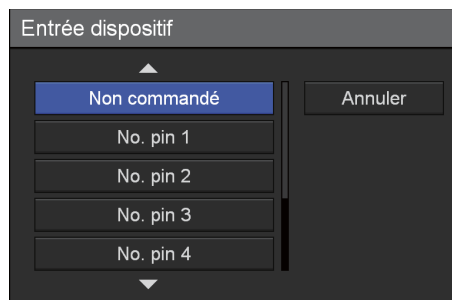 Entrée dispositif
Non commandé
Annuler
No. pin 1
No. pin 2
No. pin 3
No. pin 4